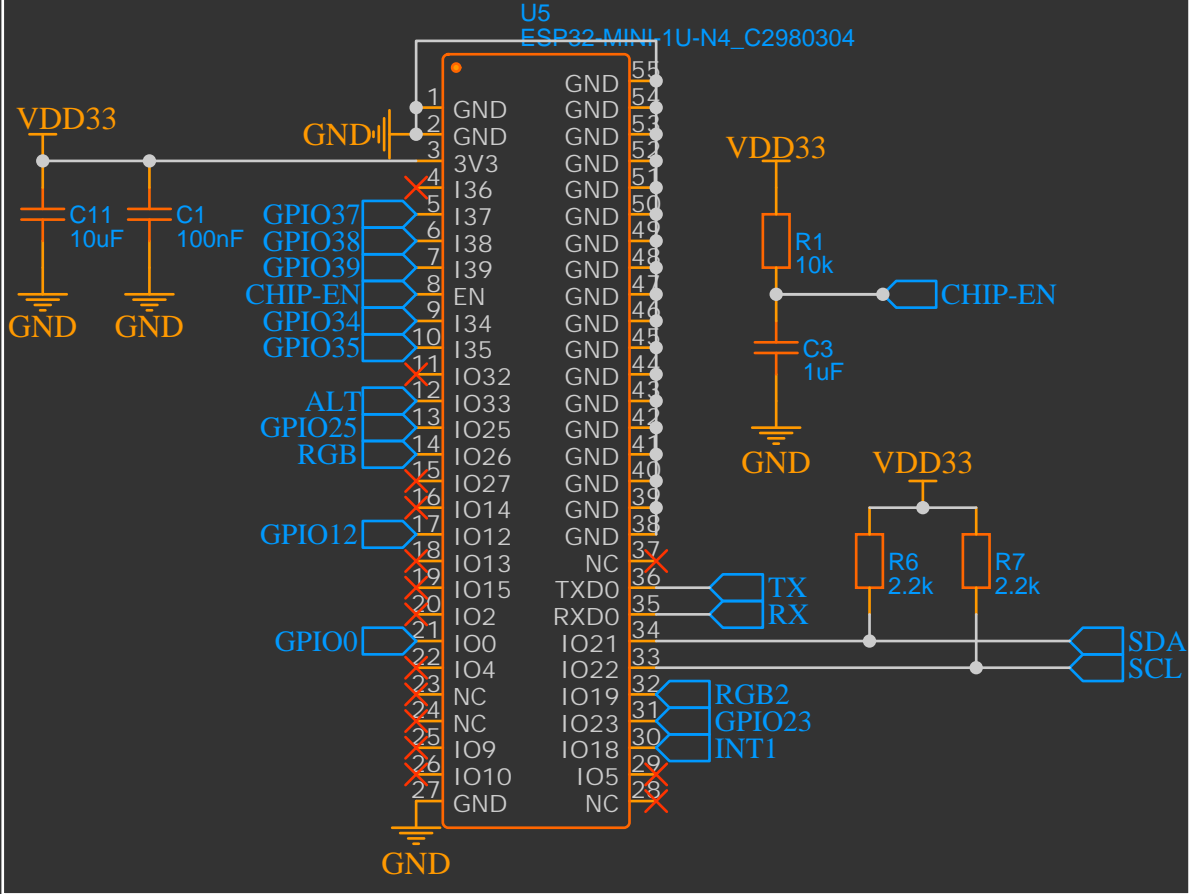 U5
ESP32-MINI-1U-N4_C2980304
VDD33
C11
10uF
GND
C1
100nF
GND
GND
1 GND
2 GND
3 3V3
4 I36
GPIO37 5 I37
GPIO38 6 I38
GPIO39 7 I39
CHIP-EN 8 EN
GPIO34 9 I34
GPIO35 10 I35
11 IO32
ALT 12 IO33
GPIO25 13 IO25
RGB 14 IO26
15 IO27
16 IO14
GPIO12 17 IO12
18 IO13
19 IO15
20 IO2
GPIO0 21 IO0
22 IO4
23 NC
24 NC
25 IO9
26 IO10
27 GND
GND
GND 55
GND 54
GND 53
GND 52
GND 51
GND 50
GND 49
GND 48
GND 47
GND 46
GND 45
GND 44
GND 43
GND 42
GND 41
GND 40
GND 39
GND 38
NC 37
TXD0 36 TX
RXD0 35 RX
IO21 34 SDA
IO22 33 SCL
IO19 32 RGB2
IO23 31 GPIO23
IO18 30 INT1
IO5 29
NC 28
VDD33
R1
10k
CHIP-EN
C3
1uF
GND
VDD33
R6
2.2k
R7
2.2k